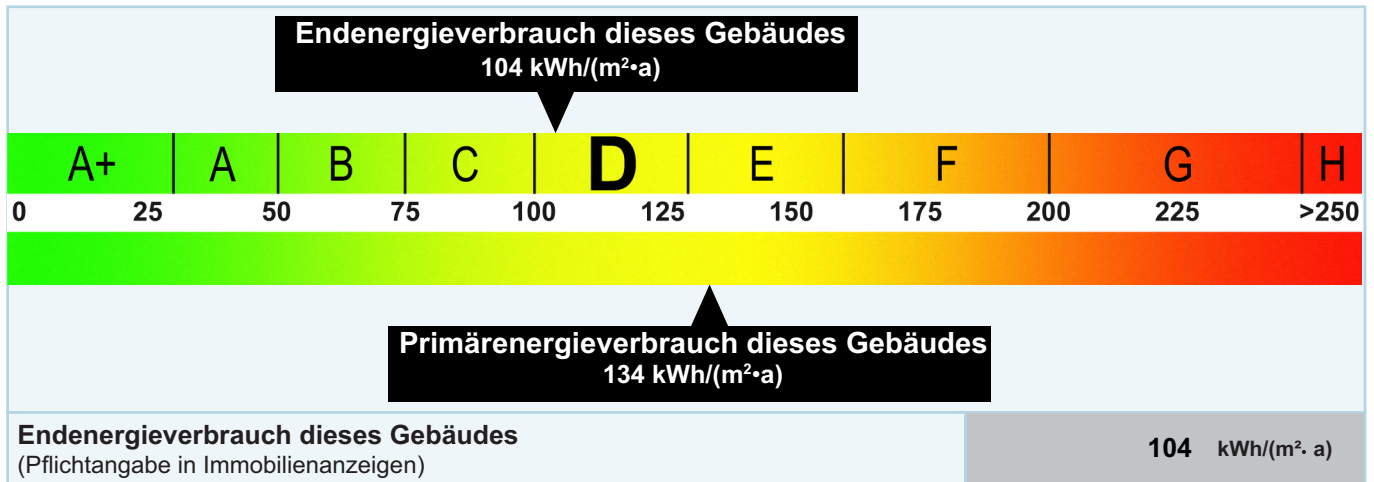 Endenergieverbrauch dieses Gebäudes
104 kWh/(m²•a)
A+ A B C D E F G H
0 25 50 75 100 125 150 175 200 225 >250
Primärenergieverbrauch dieses Gebäudes
134 kWh/(m²•a)
Endenergieverbrauch dieses Gebäudes
(Pflichtangabe in Immobilienanzeigen)
104 kWh/(m²· a)